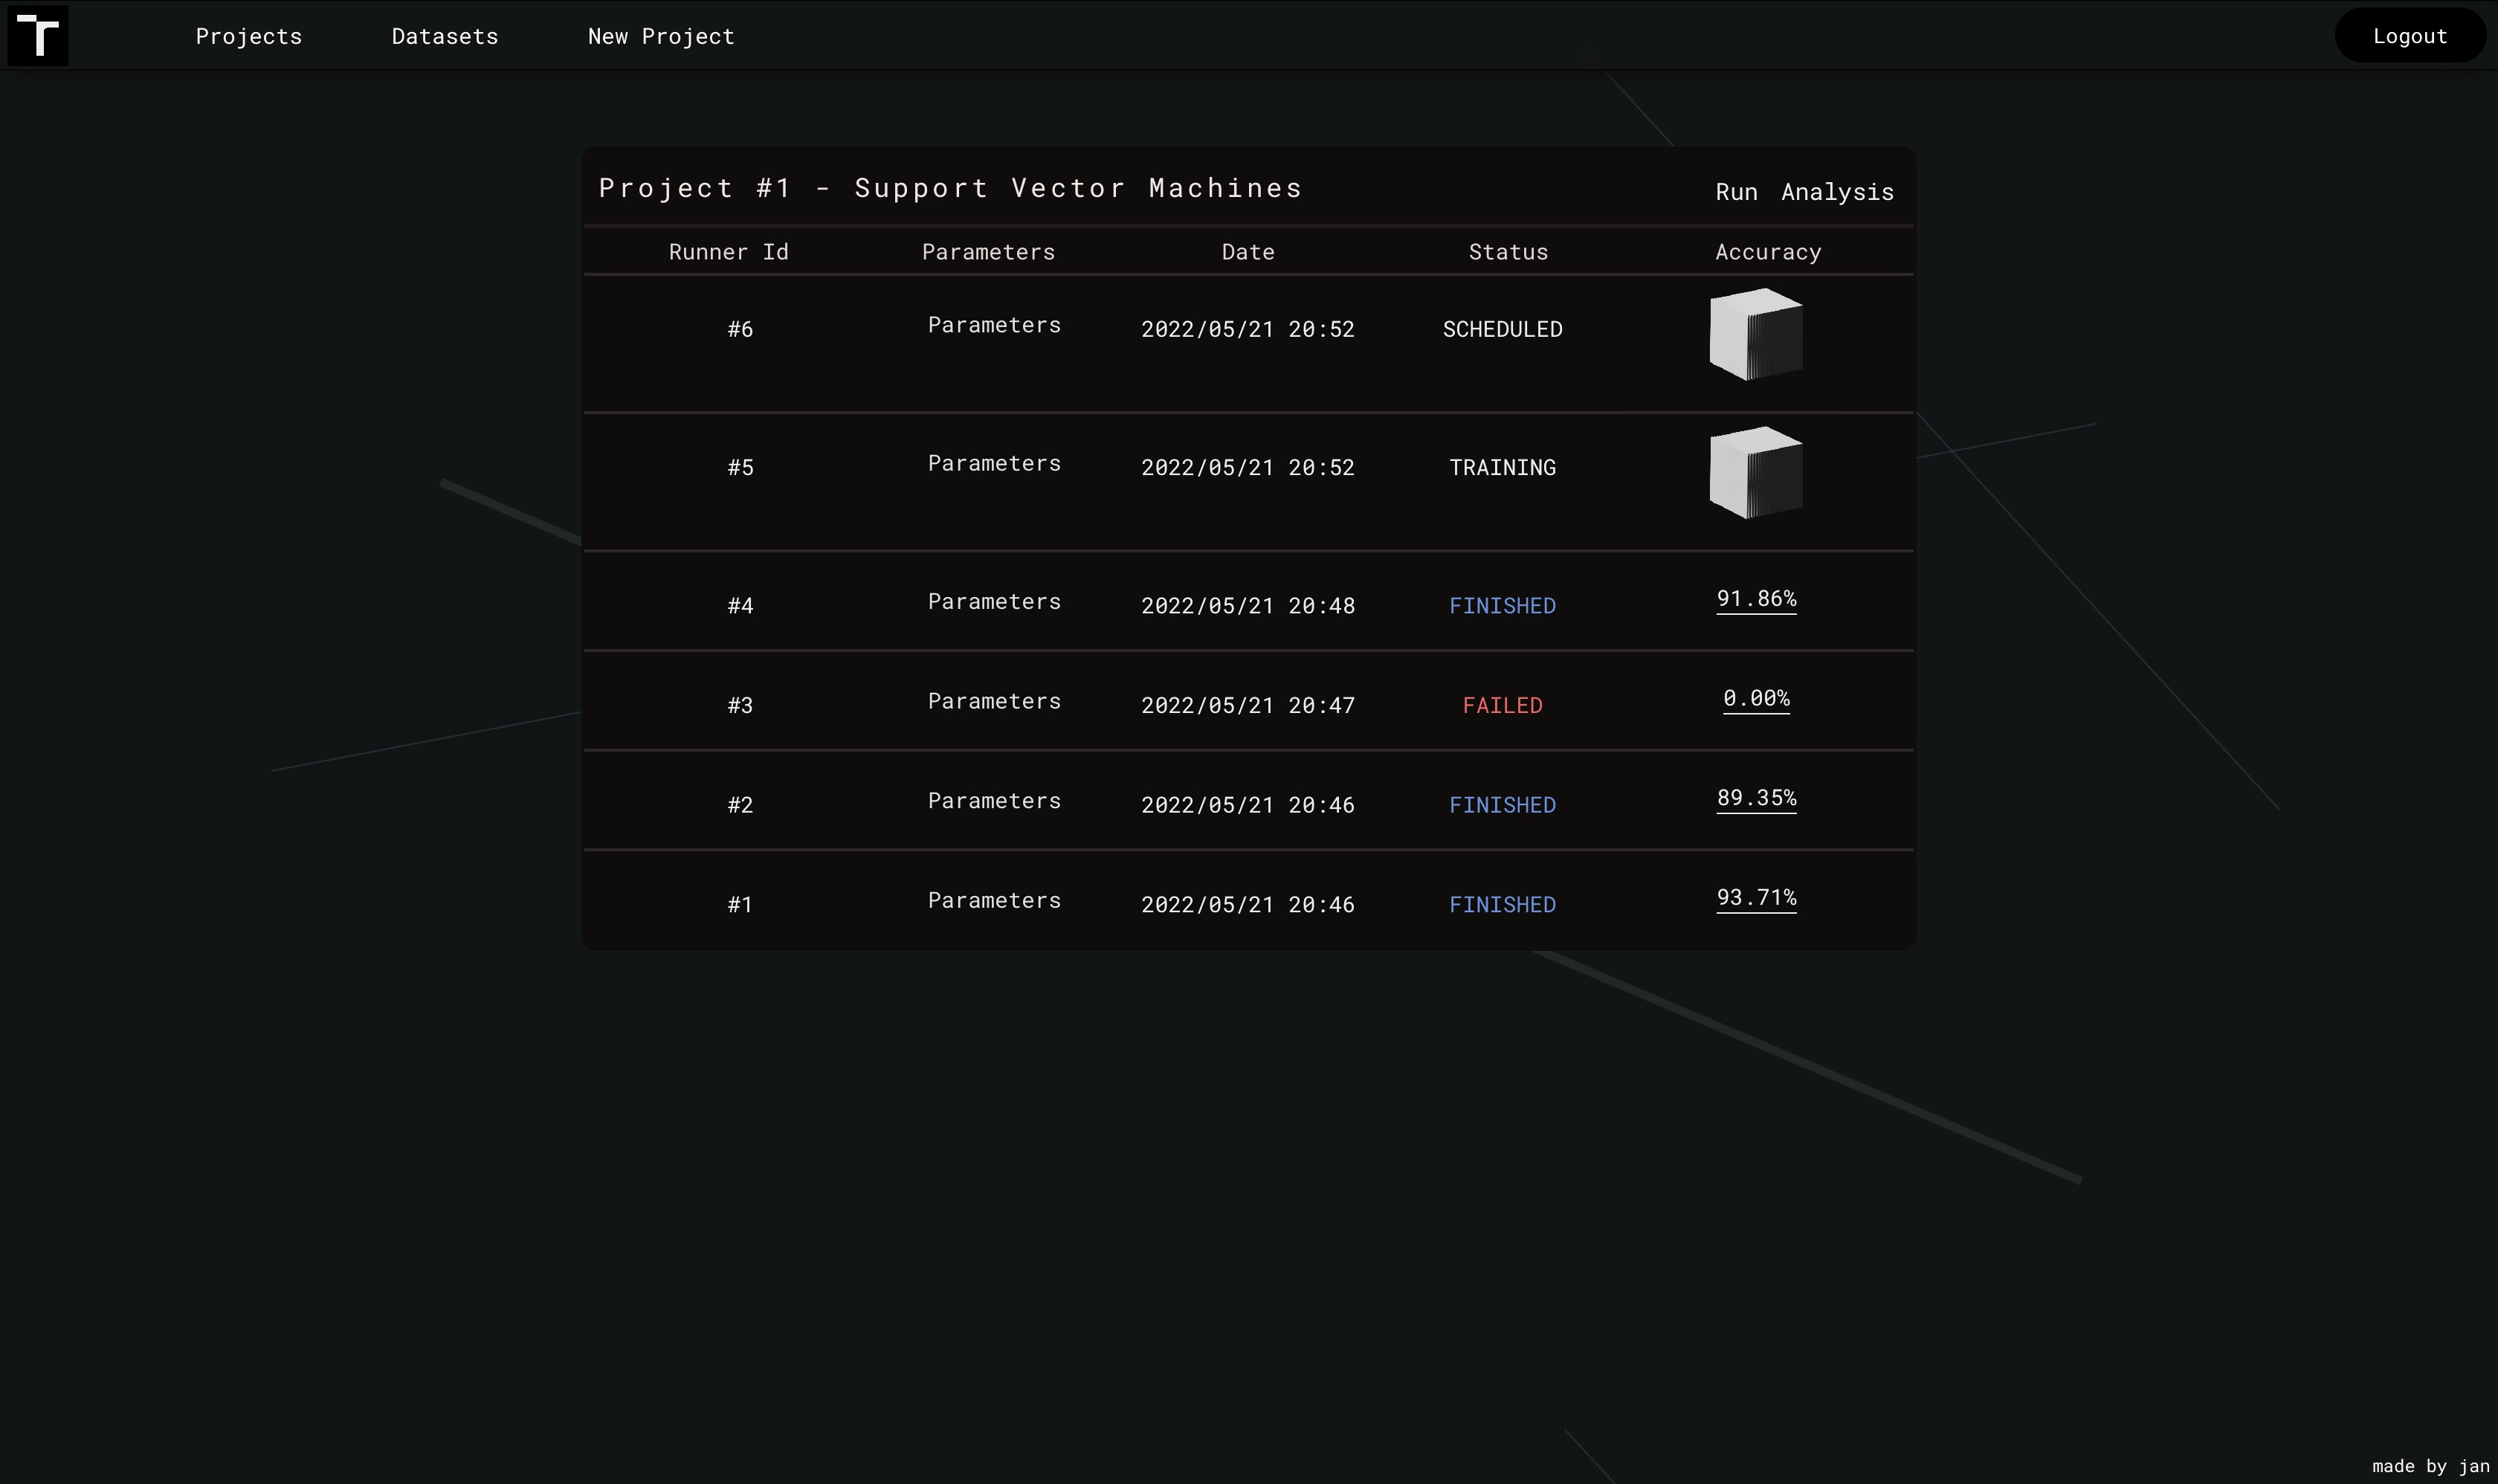 T Projects Datasets New Project Logout
Project #1 - Support Vector Machines Run Analysis
Runner Id Parameters Date Status Accuracy
#6 Parameters 2022/05/21 20:52 SCHEDULED
#5 Parameters 2022/05/21 20:52 TRAINING
#4 Parameters 2022/05/21 20:48 FINISHED 91.86%
#3 Parameters 2022/05/21 20:47 FAILED 0.00%
#2 Parameters 2022/05/21 20:46 FINISHED 89.35%
#1 Parameters 2022/05/21 20:46 FINISHED 93.71%
made by jan